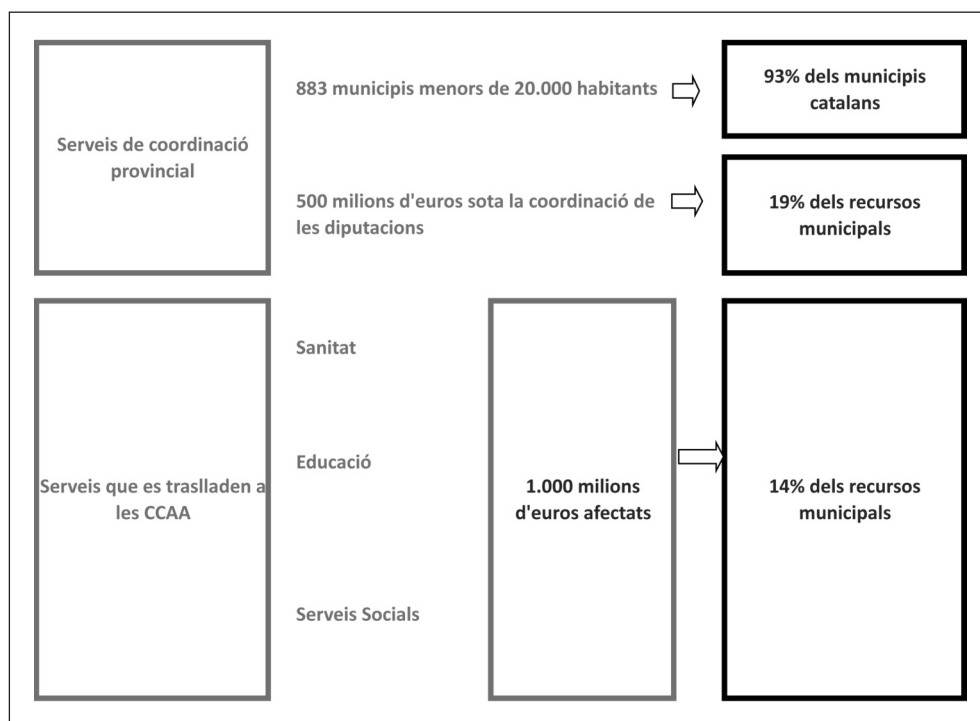 Serveis de coordinació
provincial
883 municipis menors de 20.000 habitants
93% dels municipis
catalans
500 milions d'euros sota la coordinació de
les diputacions
19% dels recursos
municipals
Serveis que es traslladen a
les CCAA
Sanitat
Educació
Serveis Socials
1.000 milions
d'euros afectats
14% dels recursos
municipals